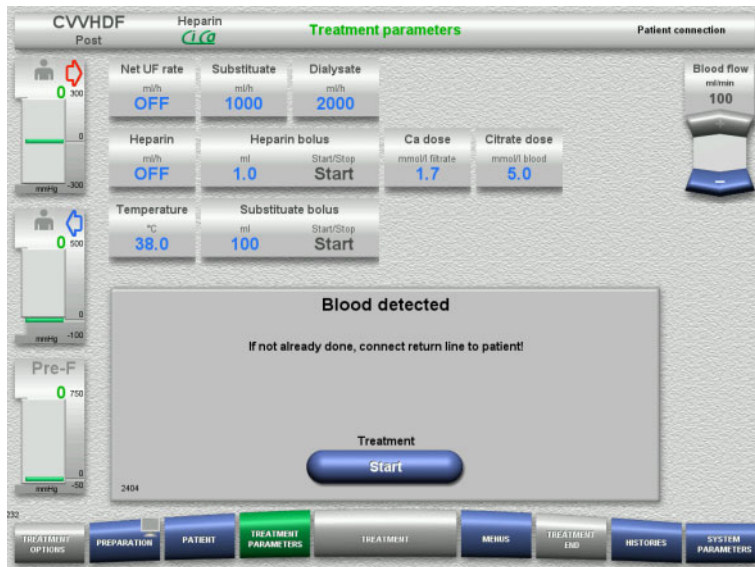 CVVHDF
Post
Heparin
CiCa
Treatment parameters
Patient connection
0 300
0
mmHg -300
Net UF rate
ml/h
OFF
Substituate
ml/h
1000
Dialysate
ml/h
2000
Blood flow
ml/min
100
Heparin
ml/h
OFF
Heparin bolus
ml Start/Stop
1.0 Start
Ca dose
mmol/l filtrate
1.7
Citrate dose
mmol/l blood
5.0
Temperature
°C
38.0
Substituate bolus
ml Start/Stop
100 Start
0 500
0
mmHg -100
Pre-F
0 750
0
mmHg -50
Blood detected
If not already done, connect return line to patient!
Treatment
Start
2404
232
TREATMENT
OPTIONS
PREPARATION
PATIENT
TREATMENT
PARAMETERS
TREATMENT
MENUS
TREATMENT
END
HISTORIES
SYSTEM
PARAMETERS